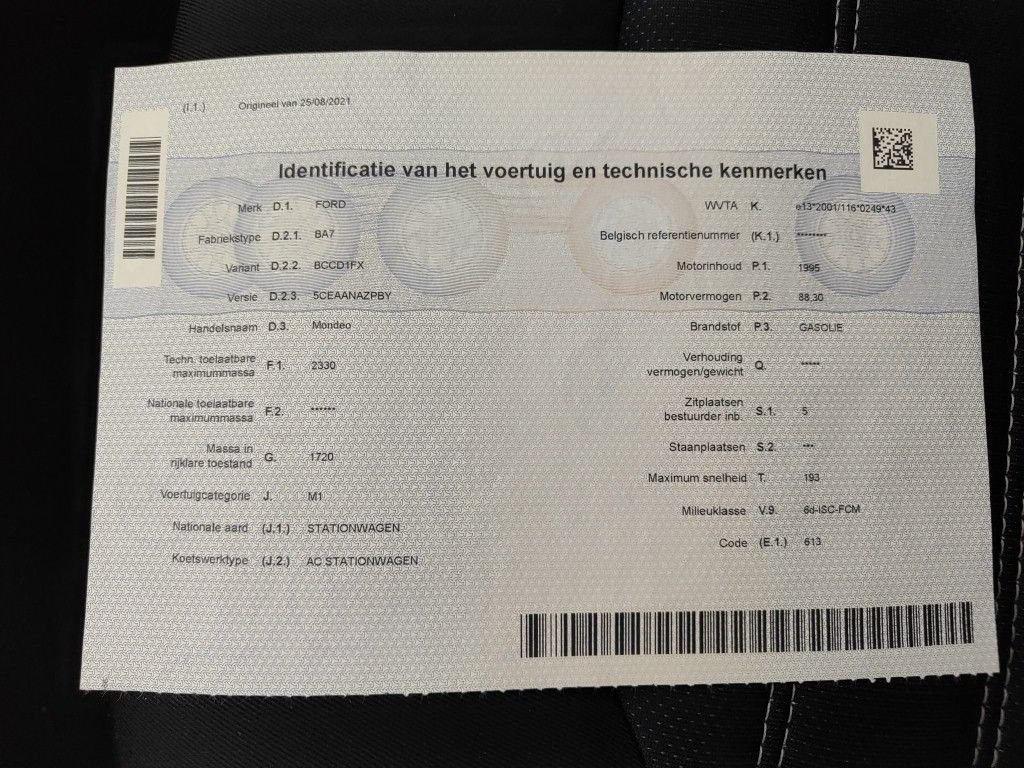 (I.1.) Origineel van 25/08/2021
Identificatie van het voertuig en technische kenmerken
Merk D.1. FORD
Fabriekstype D.2.1. BA7
Variant D.2.2. BCCD1FX
Versie D.2.3. 5CEAANAZPBY
Handelsnaam D.3. Mondeo
Techn. toelaatbare
maximummassa F.1. 2330
Nationale toelaatbare
maximummassa F.2. ******
Massa in
rijklare toestand G. 1720
Voertuigcategorie J. M1
Nationale aard (J.1.) STATIONWAGEN
Koetswerktype (J.2.) AC STATIONWAGEN
WVTA K. e13*2001/116*0249*43
Belgisch referentienummer (K.1.) ********
Motorinhoud P.1. 1995
Motorvermogen P.2. 88.30
Brandstof P.3. GASOLIE
Verhouding
vermogen/gewicht Q. *****
Zitplaatsen
bestuurder inb. S.1. 5
Staanplaatsen S.2. ***
Maximum snelheid T. 193
Milieuklasse V.9. 6d-ISC-FCM
Code (E.1.) 613